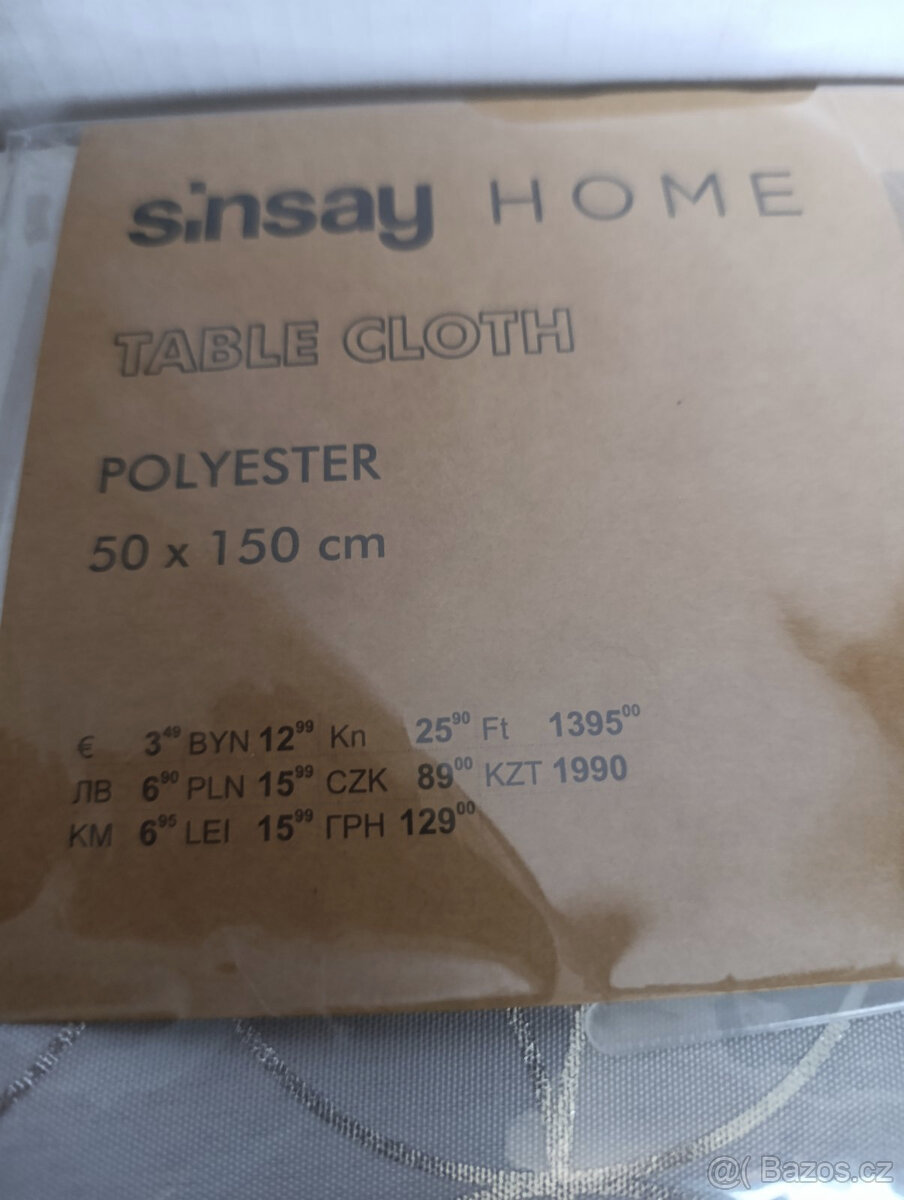 sinsay HOME
TABLE CLOTH
POLYESTER
50 x 150 cm
€ 3⁴⁹ BYN 12⁹⁹ Kn 25⁹⁰ Ft 1395⁰⁰
ЛВ 6⁹⁰ PLN 15⁹⁹ CZK 89⁰⁰ KZT 1990
KM 6⁹⁵ LEI 15⁹⁹ ГРН 129⁰⁰
@( Bazos.cz